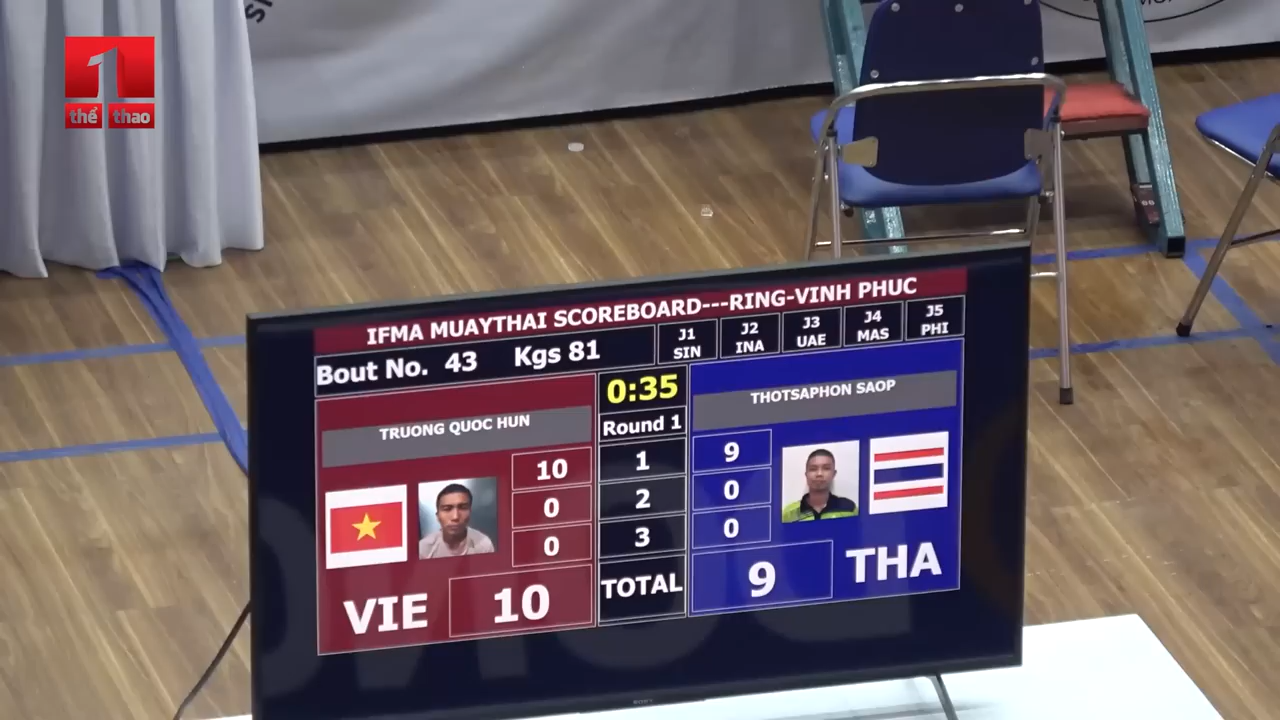 1
thể thao
IFMA MUAYTHAI SCOREBOARD---RING-VINH PHUC
Bout No. 43 Kgs 81
J1 J2 J3 J4 J5
SIN INA UAE MAS PHI
0:35
Round 1
TRUONG QUOC HUN
THOTSAPHON SAOP
10 1 9
0 2 0
0 3 0
VIE 10 TOTAL 9 THA
SONY